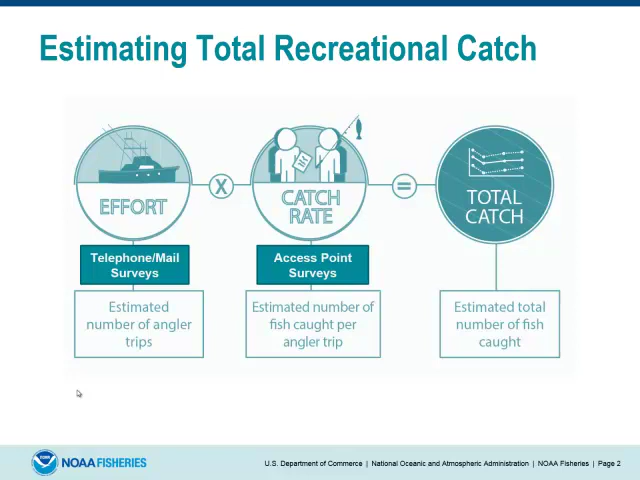 Estimating Total Recreational Catch
EFFORT
X
CATCH
RATE
=
TOTAL
CATCH
Telephone/Mail
Surveys
Access Point
Surveys
Estimated
number of angler
trips
Estimated number of
fish caught per
angler trip
Estimated total
number of fish
caught
NOAA FISHERIES
U.S. Department of Commerce | National Oceanic and Atmospheric Administration | NOAA Fisheries | Page 2